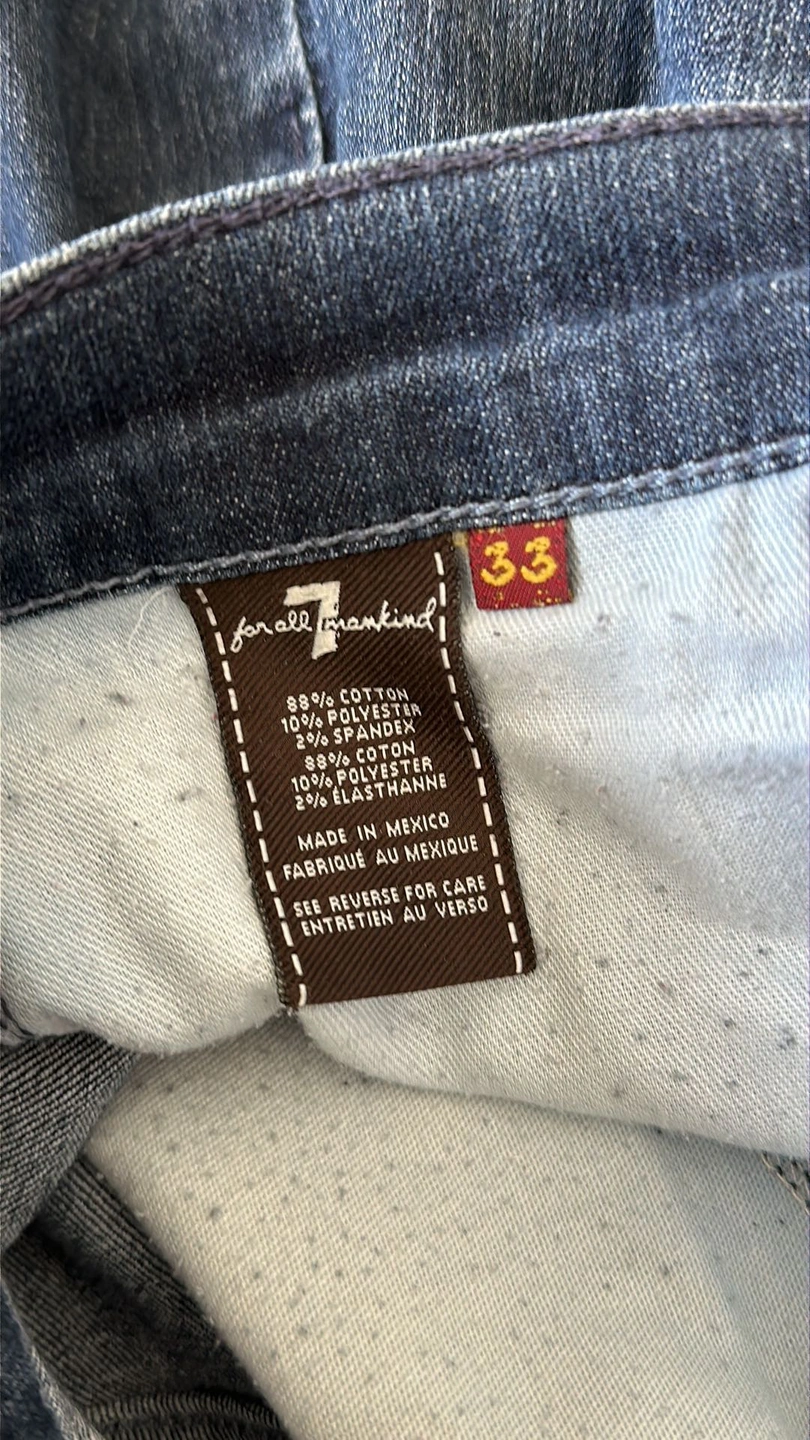 33
for all 7 mankind
88% COTTON
10% POLYESTER
2% SPANDEX
88% COTON
10% POLYESTER
2% ÉLASTHANNE
MADE IN MEXICO
FABRIQUÉ AU MEXIQUE
SEE REVERSE FOR CARE
ENTRETIEN AU VERSO